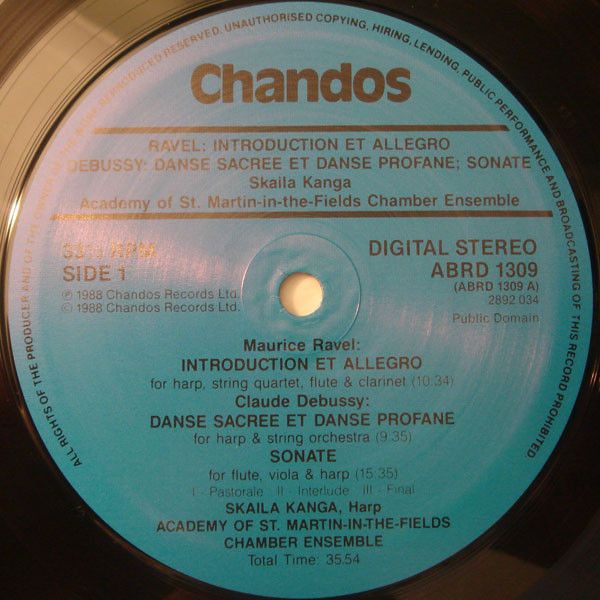 ALL RIGHTS OF THE PRODUCER AND OF THE OWNER OF THE WORK REPRODUCED RESERVED. UNAUTHORISED COPYING, HIRING, LENDING, PUBLIC PERFORMANCE AND BROADCASTING OF THIS RECORD PROHIBITED
Chandos
RAVEL: INTRODUCTION ET ALLEGRO
DEBUSSY: DANSE SACREE ET DANSE PROFANE; SONATE
Skaila Kanga
Academy of St. Martin-in-the-Fields Chamber Ensemble
33⅓ RPM
SIDE 1
℗ 1988 Chandos Records Ltd.
© 1988 Chandos Records Ltd.
DIGITAL STEREO
ABRD 1309
(ABRD 1309 A)
2892 034
Public Domain
Maurice Ravel:
INTRODUCTION ET ALLEGRO
for harp, string quartet, flute & clarinet (10:34)
Claude Debussy:
DANSE SACREE ET DANSE PROFANE
for harp & string orchestra (9.35)
SONATE
for flute, viola & harp (15:35)
I - Pastorale II - Interlude III - Final
SKAILA KANGA, Harp
ACADEMY OF ST. MARTIN-IN-THE-FIELDS
CHAMBER ENSEMBLE
Total Time: 35.54